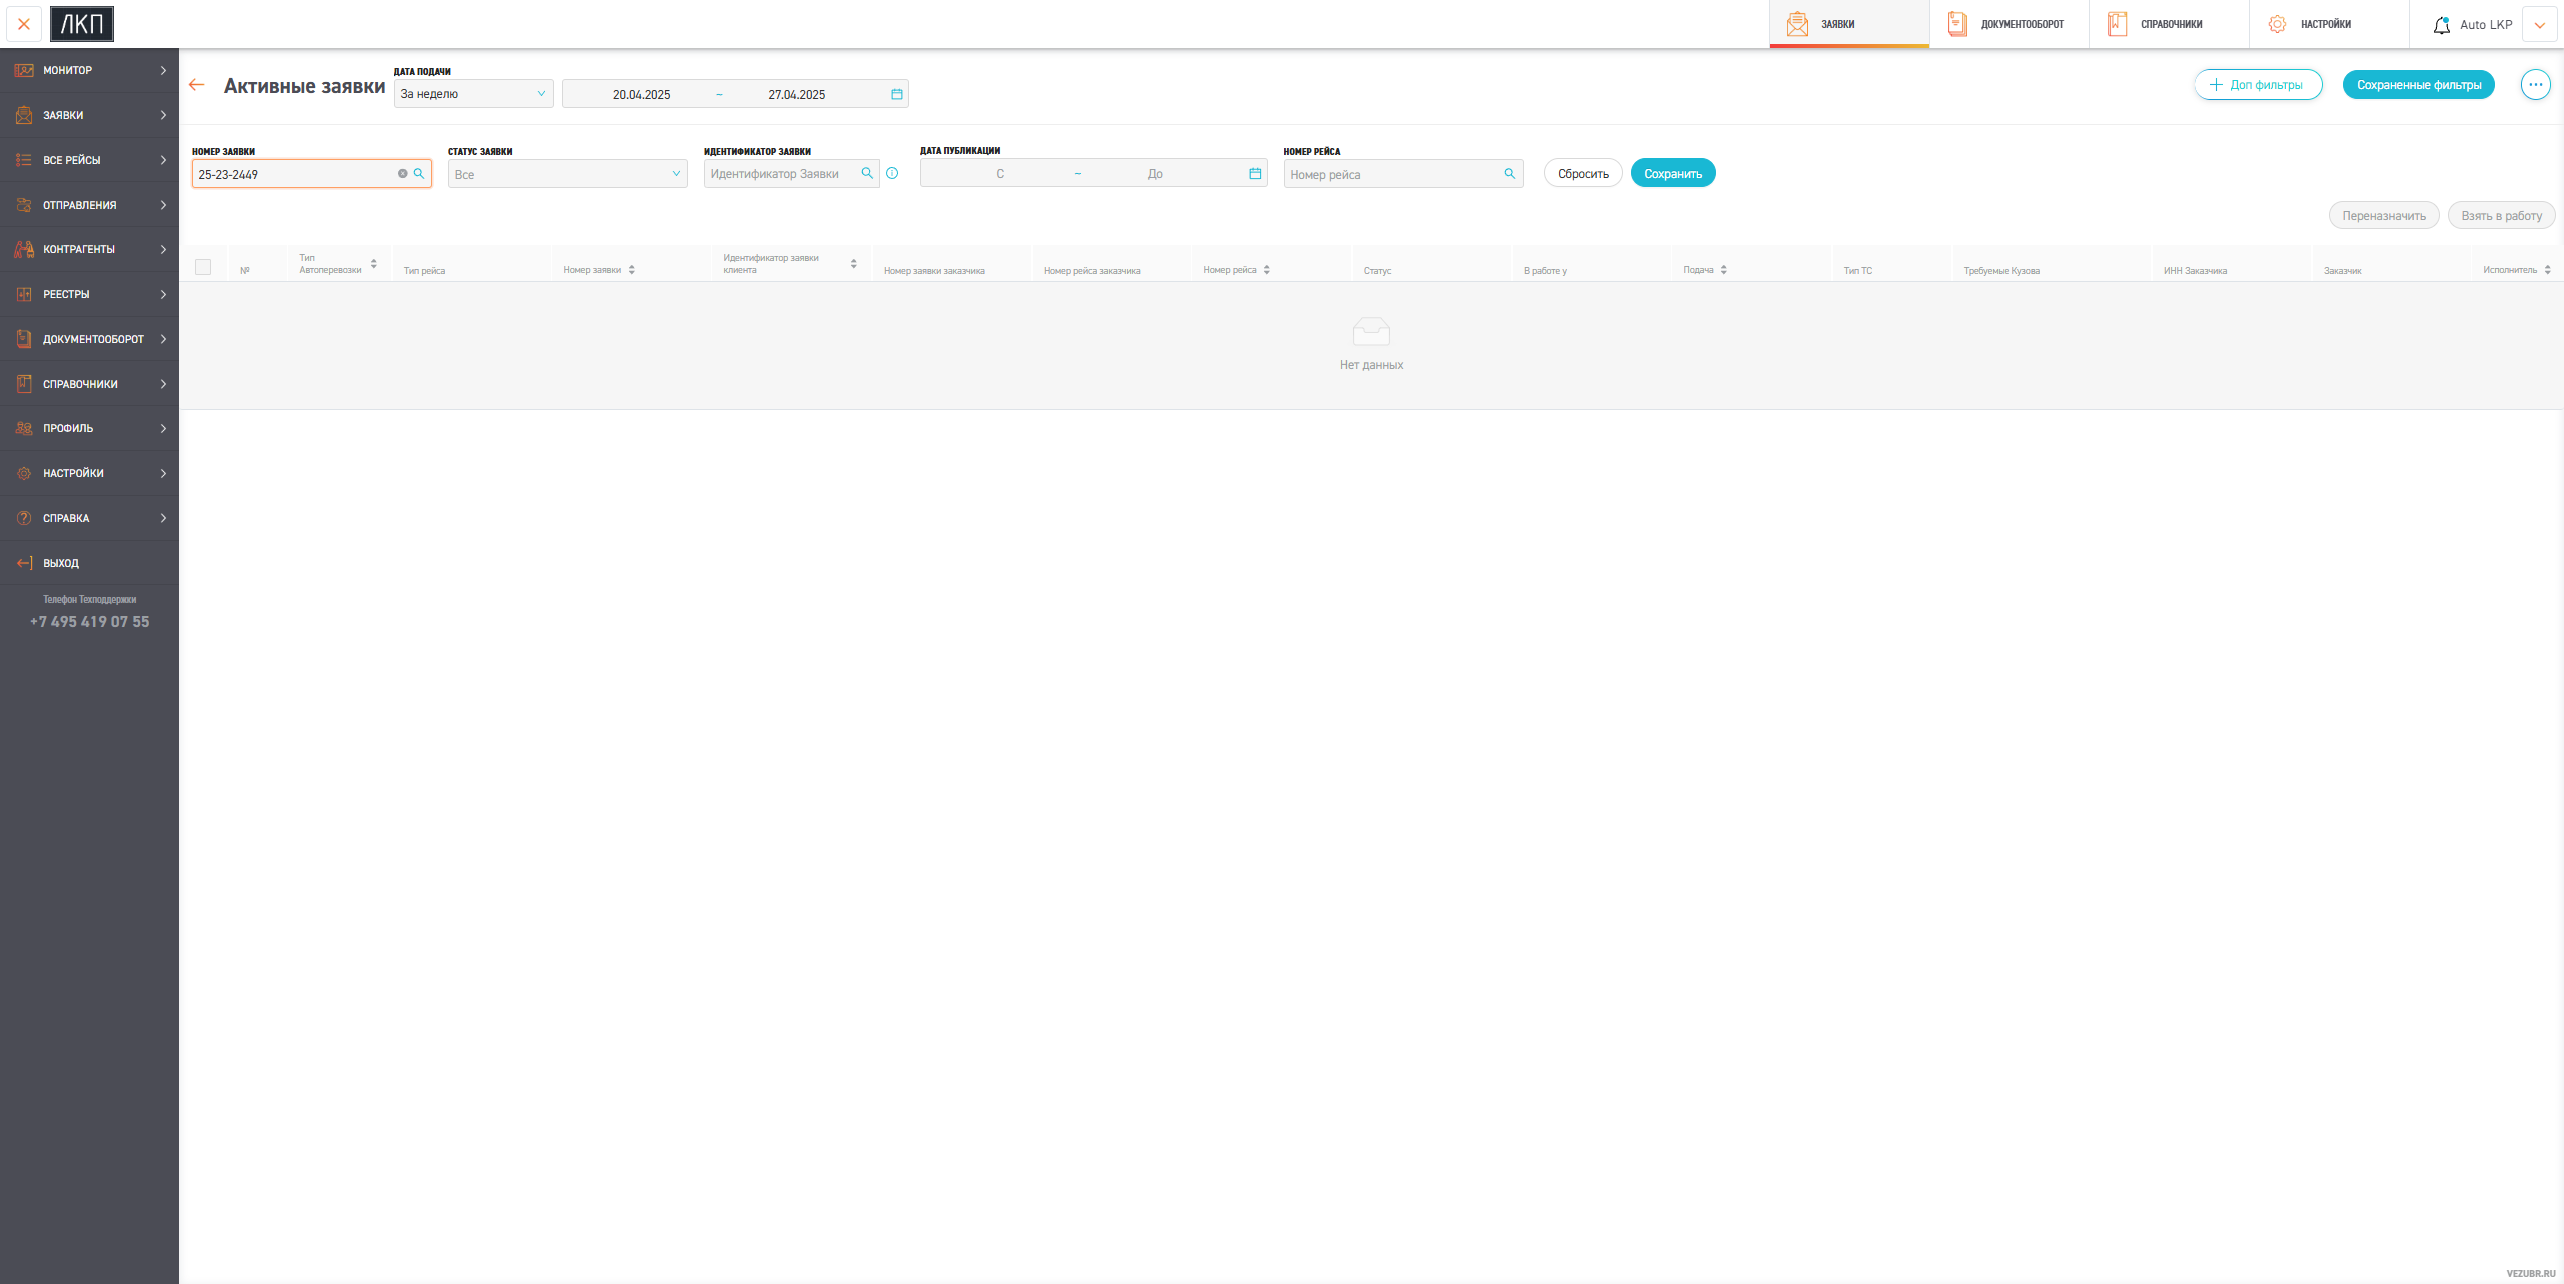 ЛКП
ЗАЯВКИ
ДОКУМЕНТООБОРОТ
СПРАВОЧНИКИ
НАСТРОЙКИ
Auto LKP
МОНИТОР
ЗАЯВКИ
ВСЕ РЕЙСЫ
ОТПРАВЛЕНИЯ
КОНТРАГЕНТЫ
РЕЕСТРЫ
ДОКУМЕНТООБОРОТ
СПРАВОЧНИКИ
ПРОФИЛЬ
НАСТРОЙКИ
СПРАВКА
ВЫХОД
Телефон Техподдержки
+7 495 419 07 55
Активные заявки
ДАТА ПОДАЧИ
За неделю
20.04.2025 ~ 27.04.2025
Доп фильтры
Сохраненные фильтры
НОМЕР ЗАЯВКИ
25-23-2449
СТАТУС ЗАЯВКИ
Все
ИДЕНТИФИКАТОР ЗАЯВКИ
Идентификатор Заявки
ДАТА ПУБЛИКАЦИИ
С ~ До
НОМЕР РЕЙСА
Номер рейса
Сбросить
Сохранить
Переназначить
Взять в работу
№
Тип
Автоперевозки
Тип рейса
Номер заявки
Идентификатор заявки
клиента
Номер заявки заказчика
Номер рейса заказчика
Номер рейса
Статус
В работе у
Подача
Тип ТС
Требуемые Кузова
ИНН Заказчика
Заказчик
Исполнитель
Нет данных
VEZUBR.RU